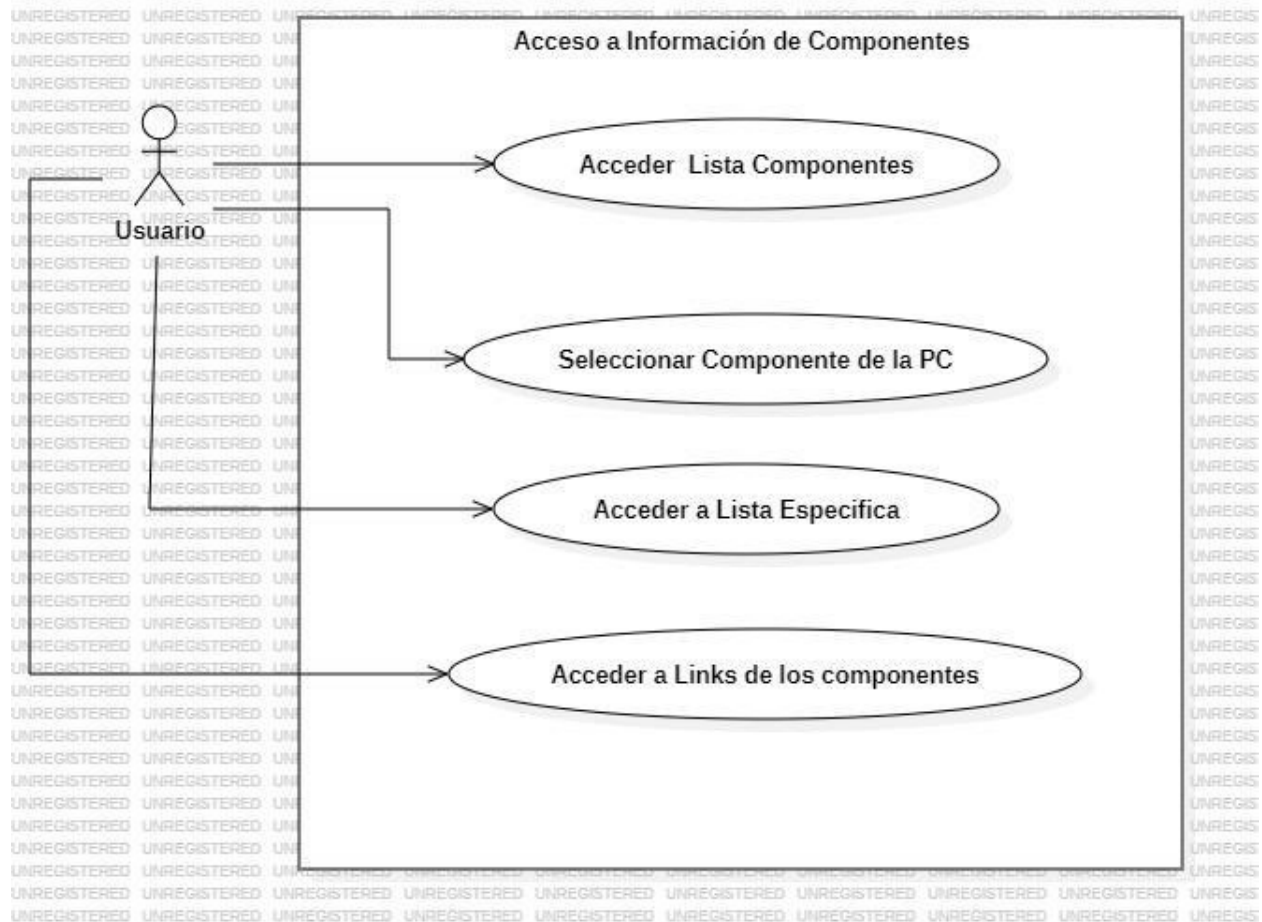 Acceso a Información de Componentes
Acceder  Lista Componentes
Usuario
Seleccionar Componente de la PC
Acceder a Lista Especifica
Acceder a Links de los componentes
UNREGISTERED